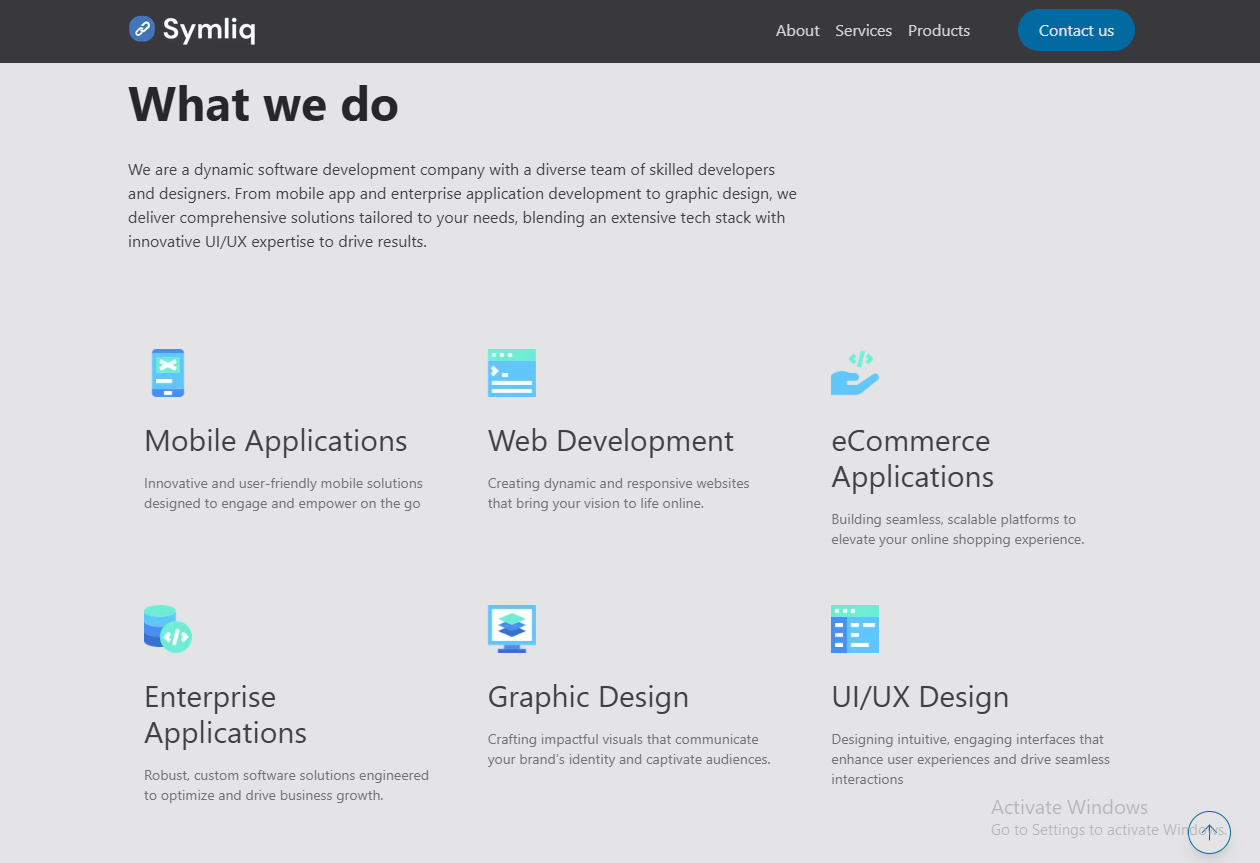 Symliq
About Services Products Contact us
What we do
We are a dynamic software development company with a diverse team of skilled developers
and designers. From mobile app and enterprise application development to graphic design, we
deliver comprehensive solutions tailored to your needs, blending an extensive tech stack with
innovative UI/UX expertise to drive results.
Mobile Applications
Innovative and user-friendly mobile solutions
designed to engage and empower on the go
Web Development
Creating dynamic and responsive websites
that bring your vision to life online.
eCommerce
Applications
Building seamless, scalable platforms to
elevate your online shopping experience.
Enterprise
Applications
Robust, custom software solutions engineered
to optimize and drive business growth.
Graphic Design
Crafting impactful visuals that communicate
your brand’s identity and captivate audiences.
UI/UX Design
Designing intuitive, engaging interfaces that
enhance user experiences and drive seamless
interactions
Activate Windows
Go to Settings to activate Windows.